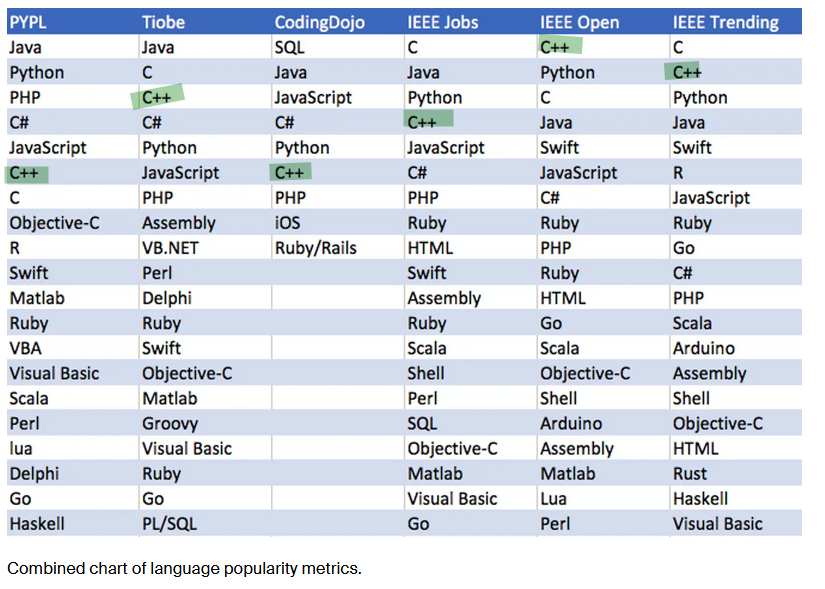 PYPL Tiobe CodingDojo IEEE Jobs IEEE Open IEEE Trending
Java Java SQL C C++ C
Python C Java Java Python C++
PHP C++ JavaScript Python C Python
C# C# C# C++ Java Java
JavaScript Python Python JavaScript Swift Swift
C++ JavaScript C++ C# JavaScript R
C PHP PHP PHP C# JavaScript
Objective-C Assembly iOS Ruby Ruby Ruby
R VB.NET Ruby/Rails HTML PHP Go
Swift Perl Swift Ruby C#
Matlab Delphi Assembly HTML PHP
Ruby Ruby Ruby Go Scala
VBA Swift Scala Scala Arduino
Visual Basic Objective-C Shell Objective-C Assembly
Scala Matlab Perl Shell Shell
Perl Groovy SQL Arduino Objective-C
lua Visual Basic Objective-C Assembly HTML
Delphi Ruby Matlab Matlab Rust
Go Go Visual Basic Lua Haskell
Haskell PL/SQL Go Perl Visual Basic
Combined chart of language popularity metrics.